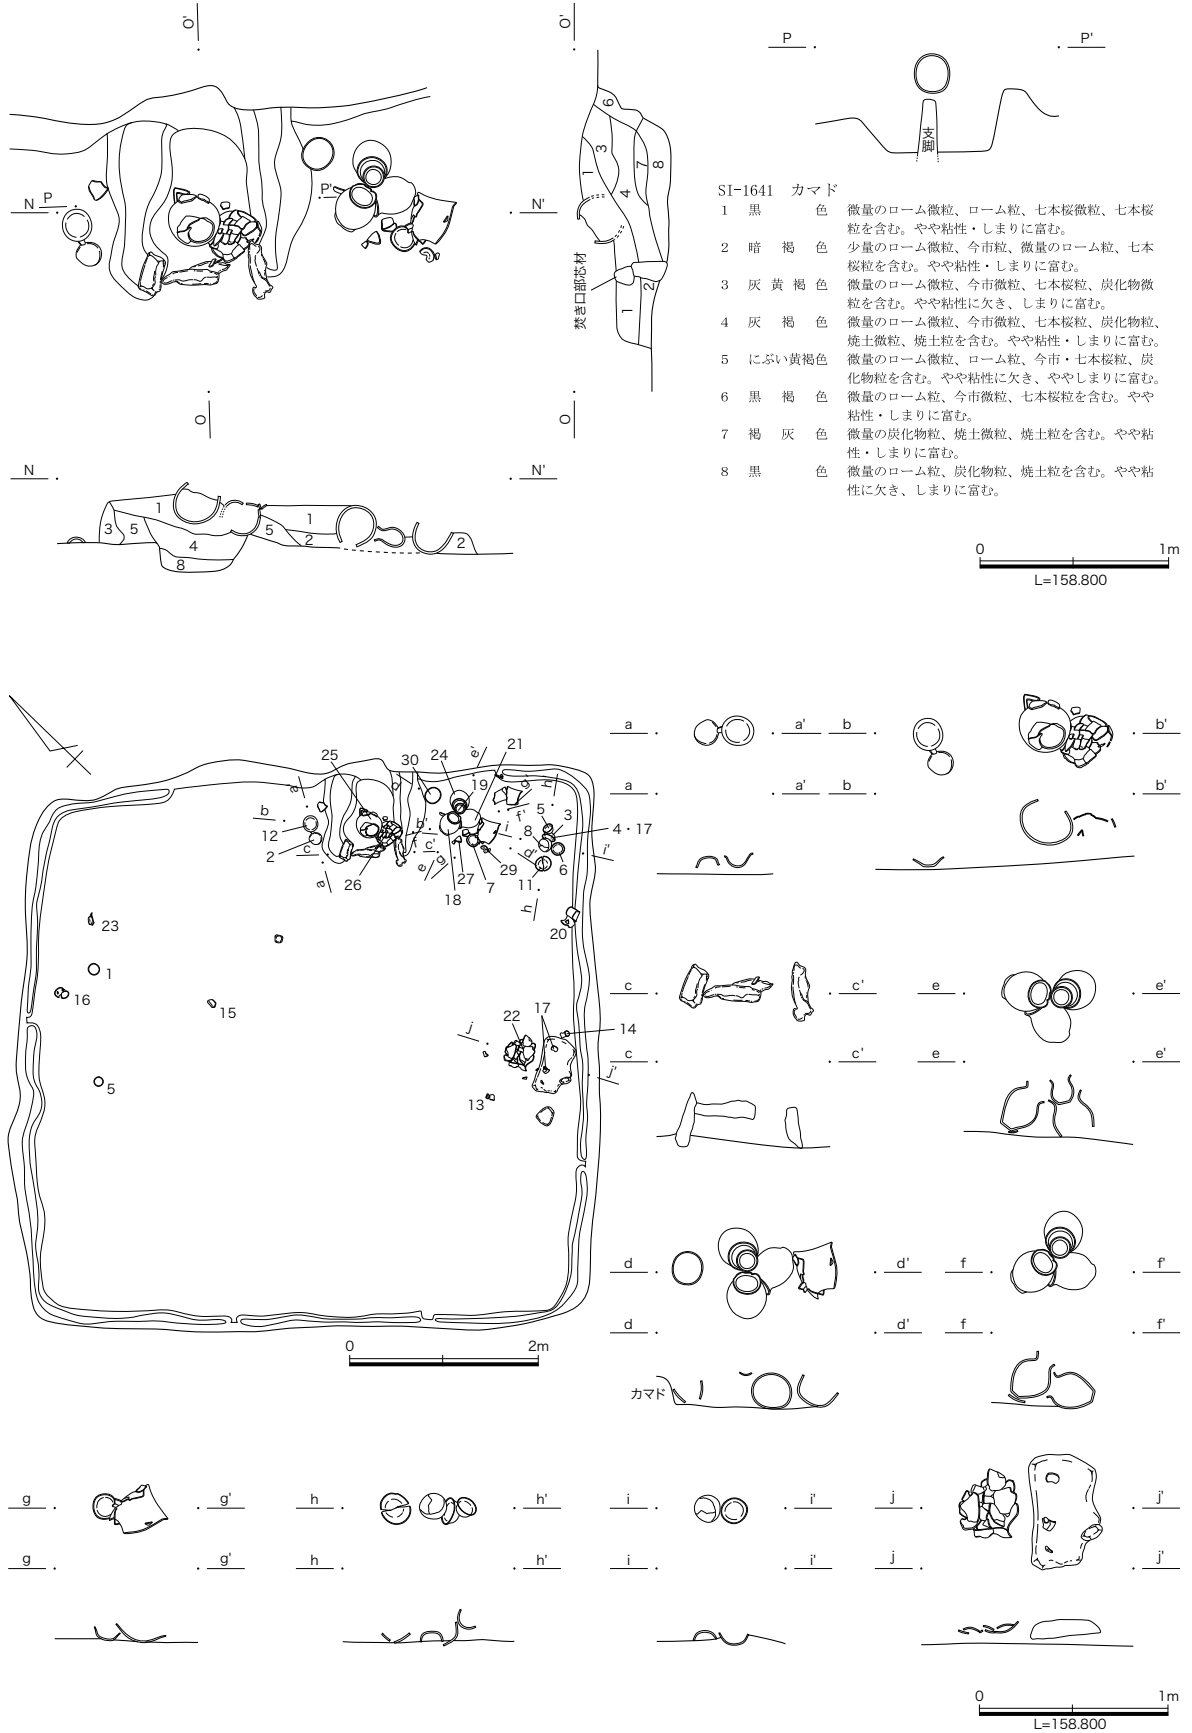 O'
O'
P
P'
支脚
6
3
1
7
8
4
2
1
焚き口部芯材
N
P
P'
N'
O
O
SI-1641 カマド
1 黒色 微量のローム微粒、ローム粒、七本桜微粒、七本桜
粒を含む。やや粘性・しまりに富む。
2 暗褐色 少量のローム微粒、今市粒、微量のローム粒、七本
桜粒を含む。やや粘性・しまりに富む。
3 灰黄褐色 微量のローム微粒、今市微粒、七本桜粒、炭化物微
粒を含む。やや粘性に欠き、しまりに富む。
4 灰褐色 微量のローム微粒、今市微粒、七本桜粒、炭化物粒、
焼土微粒、焼土粒を含む。やや粘性・しまりに富む。
5 にぶい黄褐色 微量のローム微粒、ローム粒、今市・七本桜粒、炭
化物粒を含む。やや粘性に欠き、ややしまりに富む。
6 黒褐色 微量のローム粒、今市微粒、七本桜粒を含む。やや
粘性・しまりに富む。
7 褐灰色 微量の炭化物粒、焼土微粒、焼土粒を含む。やや粘
性・しまりに富む。
8 黒色 微量のローム粒、炭化物粒、焼土粒を含む。やや粘
性に欠き、しまりに富む。
N
N'
3
5
1
4
8
5
1
2
2
0 1m
L=158.800
25
30
24
21
e'
19
g'
h'
a'
b
12
2
c
a
26
b'
f
c'
e
g
18
27
7
29
d'
i
f'
5
3
8
4・17
6
11
i'
h
20
23
1
16
15
5
j
22
17
14
j'
13
0 2m
a a' b b'
a a' b b'
c c' e e'
c c' e e'
d d' f f'
d d' f f'
カマド
g g' h h' i i' j j'
g g' h h' i i' j j'
0 1m
L=158.800